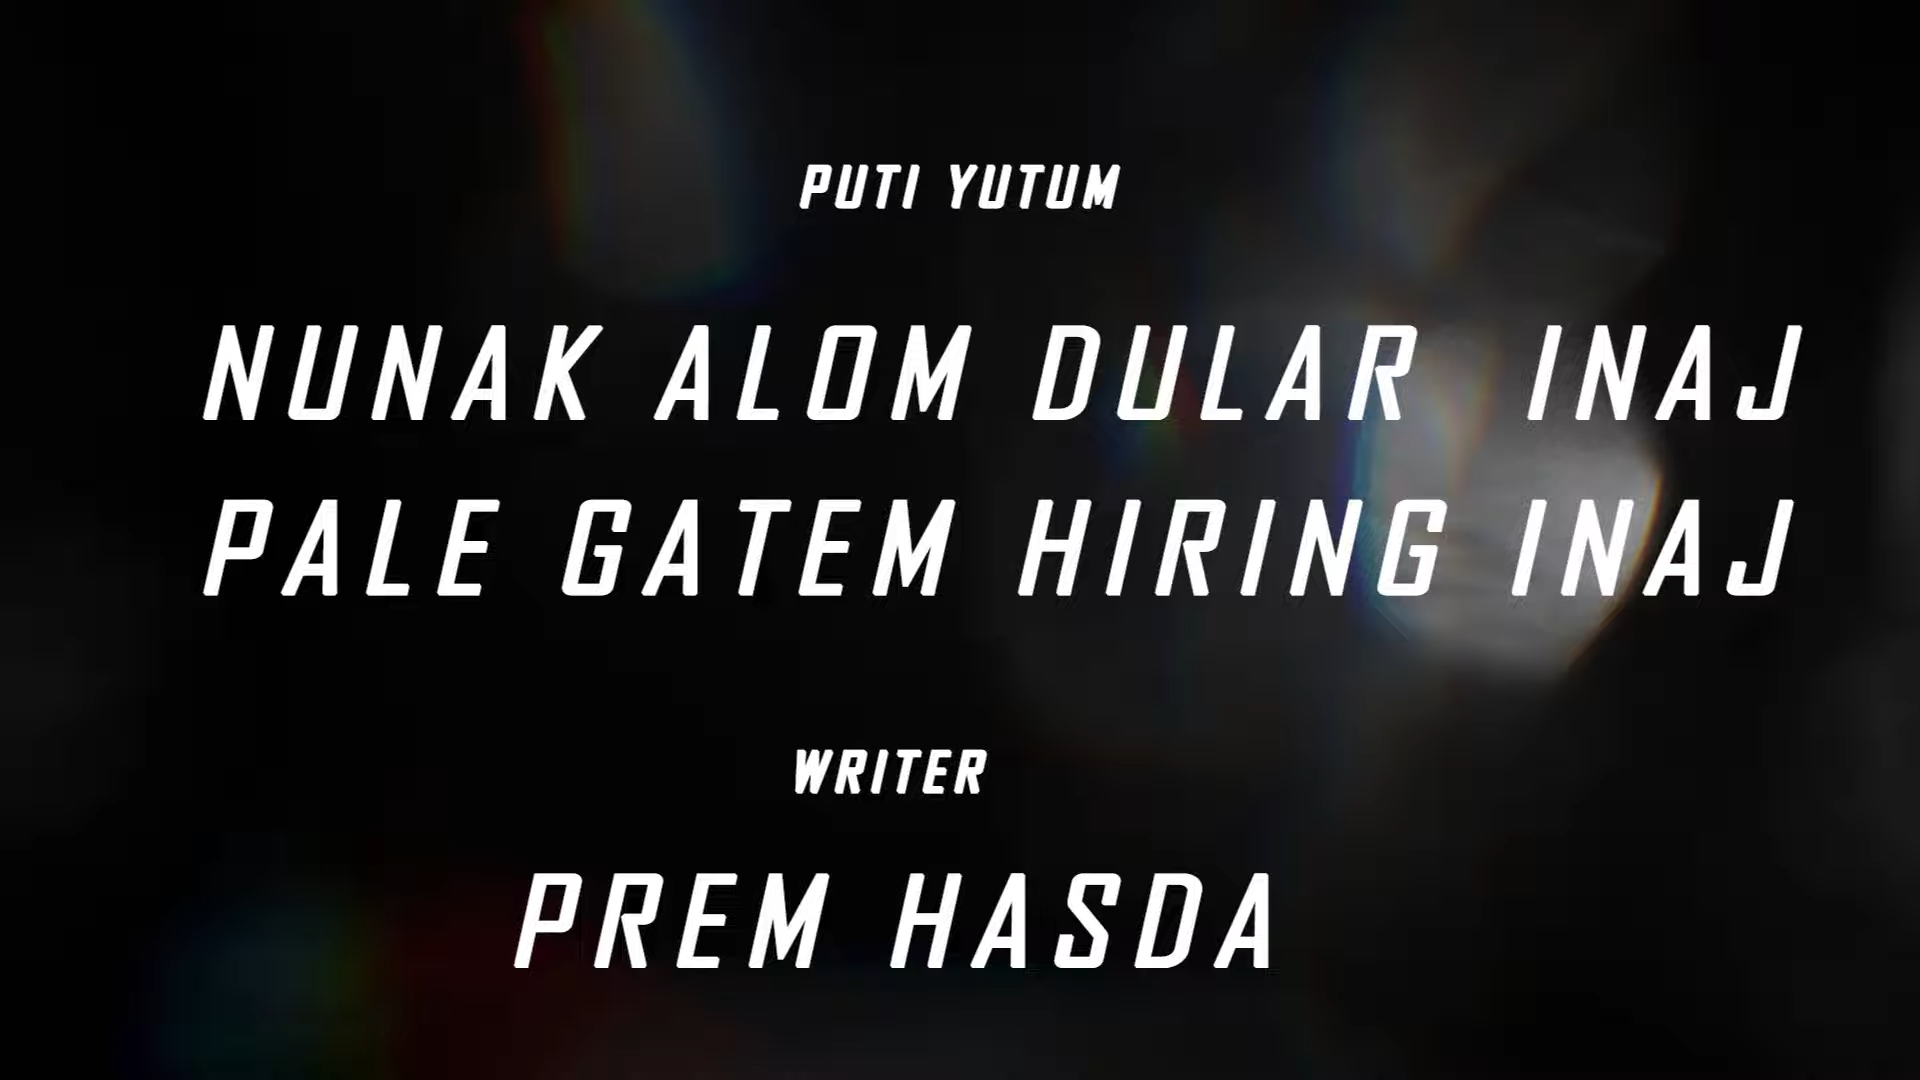 PUTI YUTUM
NUNAK ALOM DULAR INAJ
PALE GATEM HIRING INAJ
WRITER
PREM HASDA